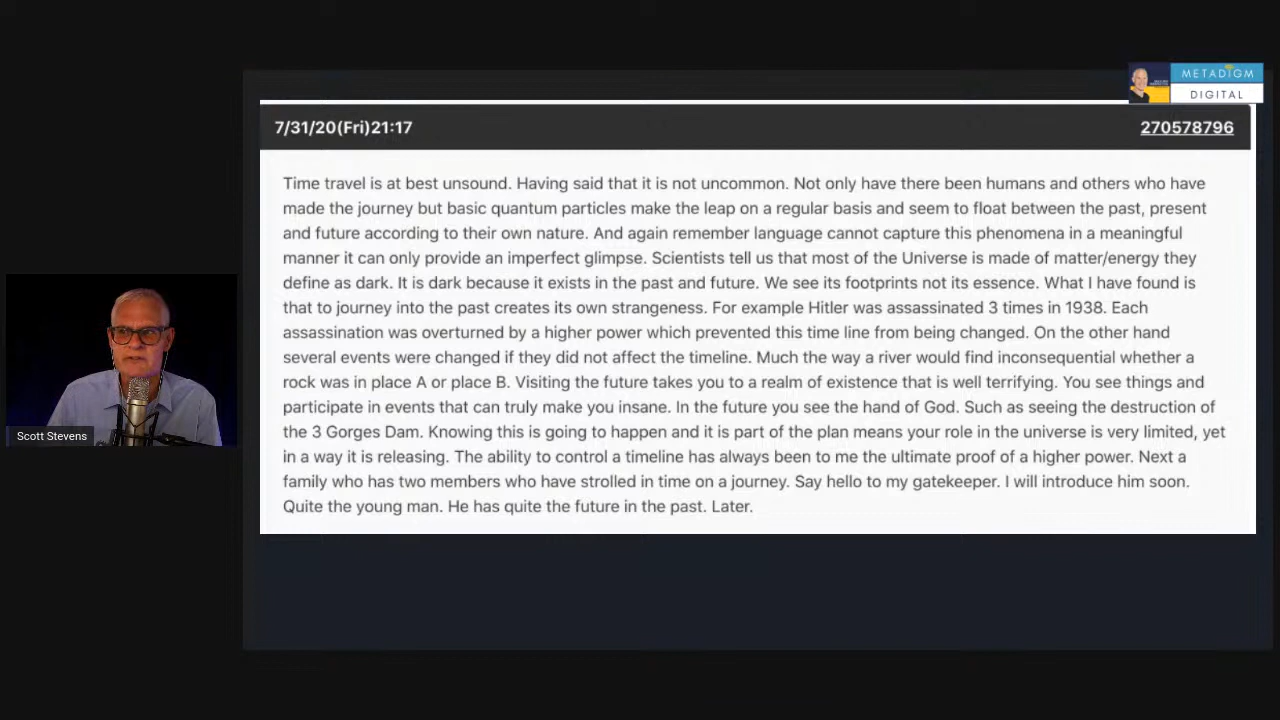 METADIGM
DIGITAL
7/31/20(Fri)21:17 270578796
Time travel is at best unsound. Having said that it is not uncommon. Not only have there been humans and others who have
made the journey but basic quantum particles make the leap on a regular basis and seem to float between the past, present
and future according to their own nature. And again remember language cannot capture this phenomena in a meaningful
manner it can only provide an imperfect glimpse. Scientists tell us that most of the Universe is made of matter/energy they
define as dark. It is dark because it exists in the past and future. We see its footprints not its essence. What I have found is
that to journey into the past creates its own strangeness. For example Hitler was assassinated 3 times in 1938. Each
assassination was overturned by a higher power which prevented this time line from being changed. On the other hand
several events were changed if they did not affect the timeline. Much the way a river would find inconsequential whether a
rock was in place A or place B. Visiting the future takes you to a realm of existence that is well terrifying. You see things and
participate in events that can truly make you insane. In the future you see the hand of God. Such as seeing the destruction of
the 3 Gorges Dam. Knowing this is going to happen and it is part of the plan means your role in the universe is very limited, yet
in a way it is releasing. The ability to control a timeline has always been to me the ultimate proof of a higher power. Next a
family who has two members who have strolled in time on a journey. Say hello to my gatekeeper. I will introduce him soon.
Quite the young man. He has quite the future in the past. Later.
Scott Stevens